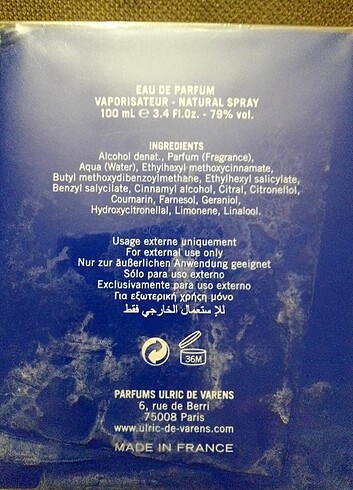 EAU DE PARFUM
VAPORISATEUR - NATURAL SPRAY
100 mL ℮ 3.4 Fl.Oz. - 79% vol.
INGREDIENTS
Alcohol denat., Parfum (Fragrance),
Aqua (Water), Ethylhexyl methoxycinnamate,
Butyl methoxydibenzoylmethane, Ethylhexyl salicylate,
Benzyl salycilate, Cinnamyl alcohol, Citral, Citronellol,
Coumarin, Farnesol, Geraniol,
Hydroxycitronellal, Limonene, Linalool.
Usage externe uniquement
For external use only
Nur zur äußerlichen Anwendung geeignet
Sólo para uso externo
Exclusivamente para uso externo
Για εξωτερική χρήση μόνο
للإستعمال الخارجي فقط
36M
PARFUMS ULRIC DE VARENS
6, rue de Berri
75008 Paris
www.ulric-de-varens.com
MADE IN FRANCE